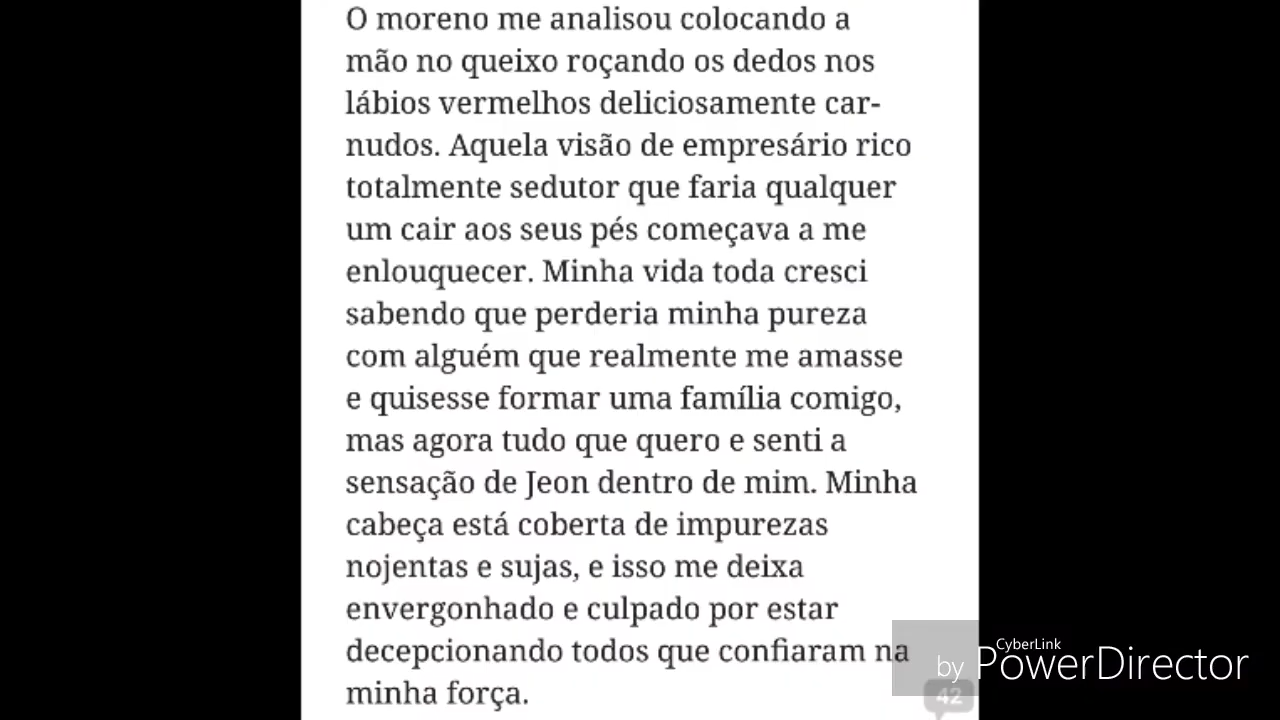 O moreno me analisou colocando a
mão no queixo roçando os dedos nos
lábios vermelhos deliciosamente car-
nudos. Aquela visão de empresário rico
totalmente sedutor que faria qualquer
um cair aos seus pés começava a me
enlouquecer. Minha vida toda cresci
sabendo que perderia minha pureza
com alguém que realmente me amasse
e quisesse formar uma família comigo,
mas agora tudo que quero e senti a
sensação de Jeon dentro de mim. Minha
cabeça está coberta de impurezas
nojentas e sujas, e isso me deixa
envergonhado e culpado por estar
decepcionando todos que confiaram na
minha força.
CyberLink
by PowerDirector
42